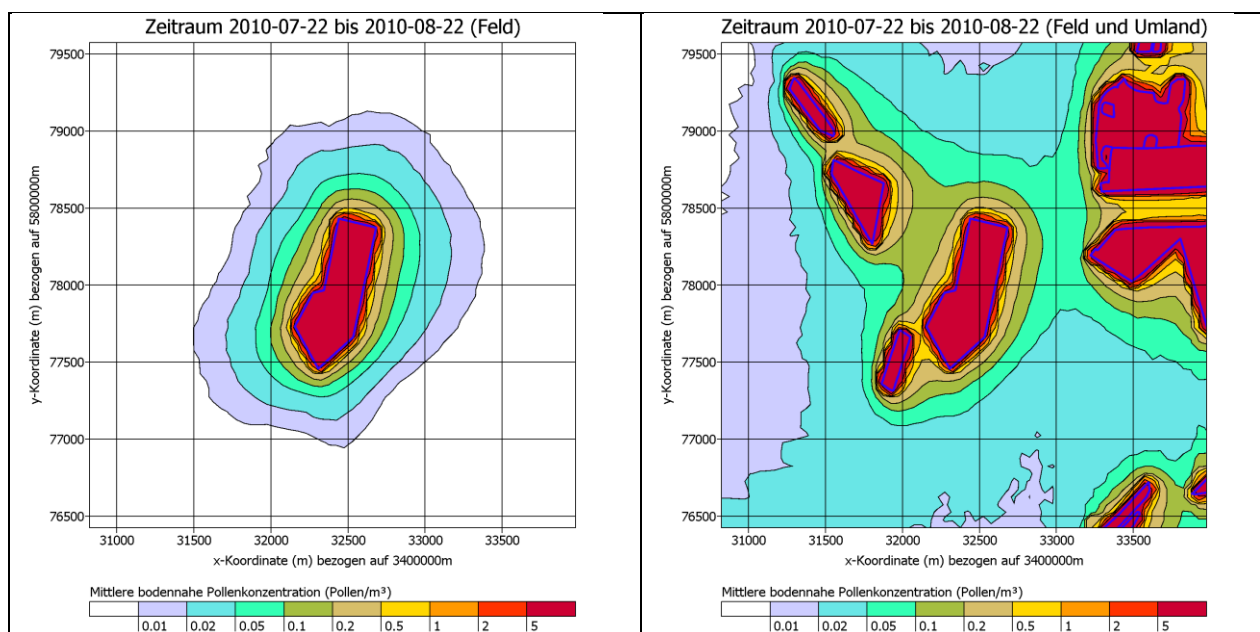 Zeitraum 2010-07-22 bis 2010-08-22 (Feld)
79500
79000
78500
78000
77500
77000
76500
y-Koordinate (m) bezogen auf 5800000m
31000 31500 32000 32500 33000 33500
x-Koordinate (m) bezogen auf 3400000m
Mittlere bodennahe Pollenkonzentration (Pollen/m³)
0.01 0.02 0.05 0.1 0.2 0.5 1 2 5
Zeitraum 2010-07-22 bis 2010-08-22 (Feld und Umland)
79500
79000
78500
78000
77500
77000
76500
y-Koordinate (m) bezogen auf 5800000m
31000 31500 32000 32500 33000 33500
x-Koordinate (m) bezogen auf 3400000m
Mittlere bodennahe Pollenkonzentration (Pollen/m³)
0.01 0.02 0.05 0.1 0.2 0.5 1 2 5